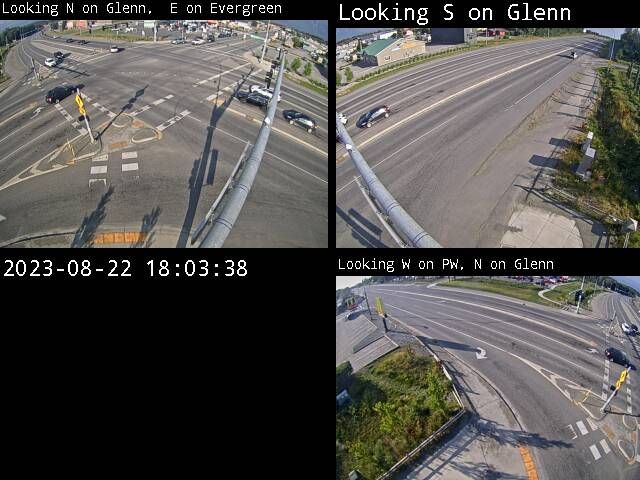 Looking N on Glenn,  E on Evergreen
Looking S on Glenn
2023-08-22 18:03:38
Looking W on PW, N on Glenn